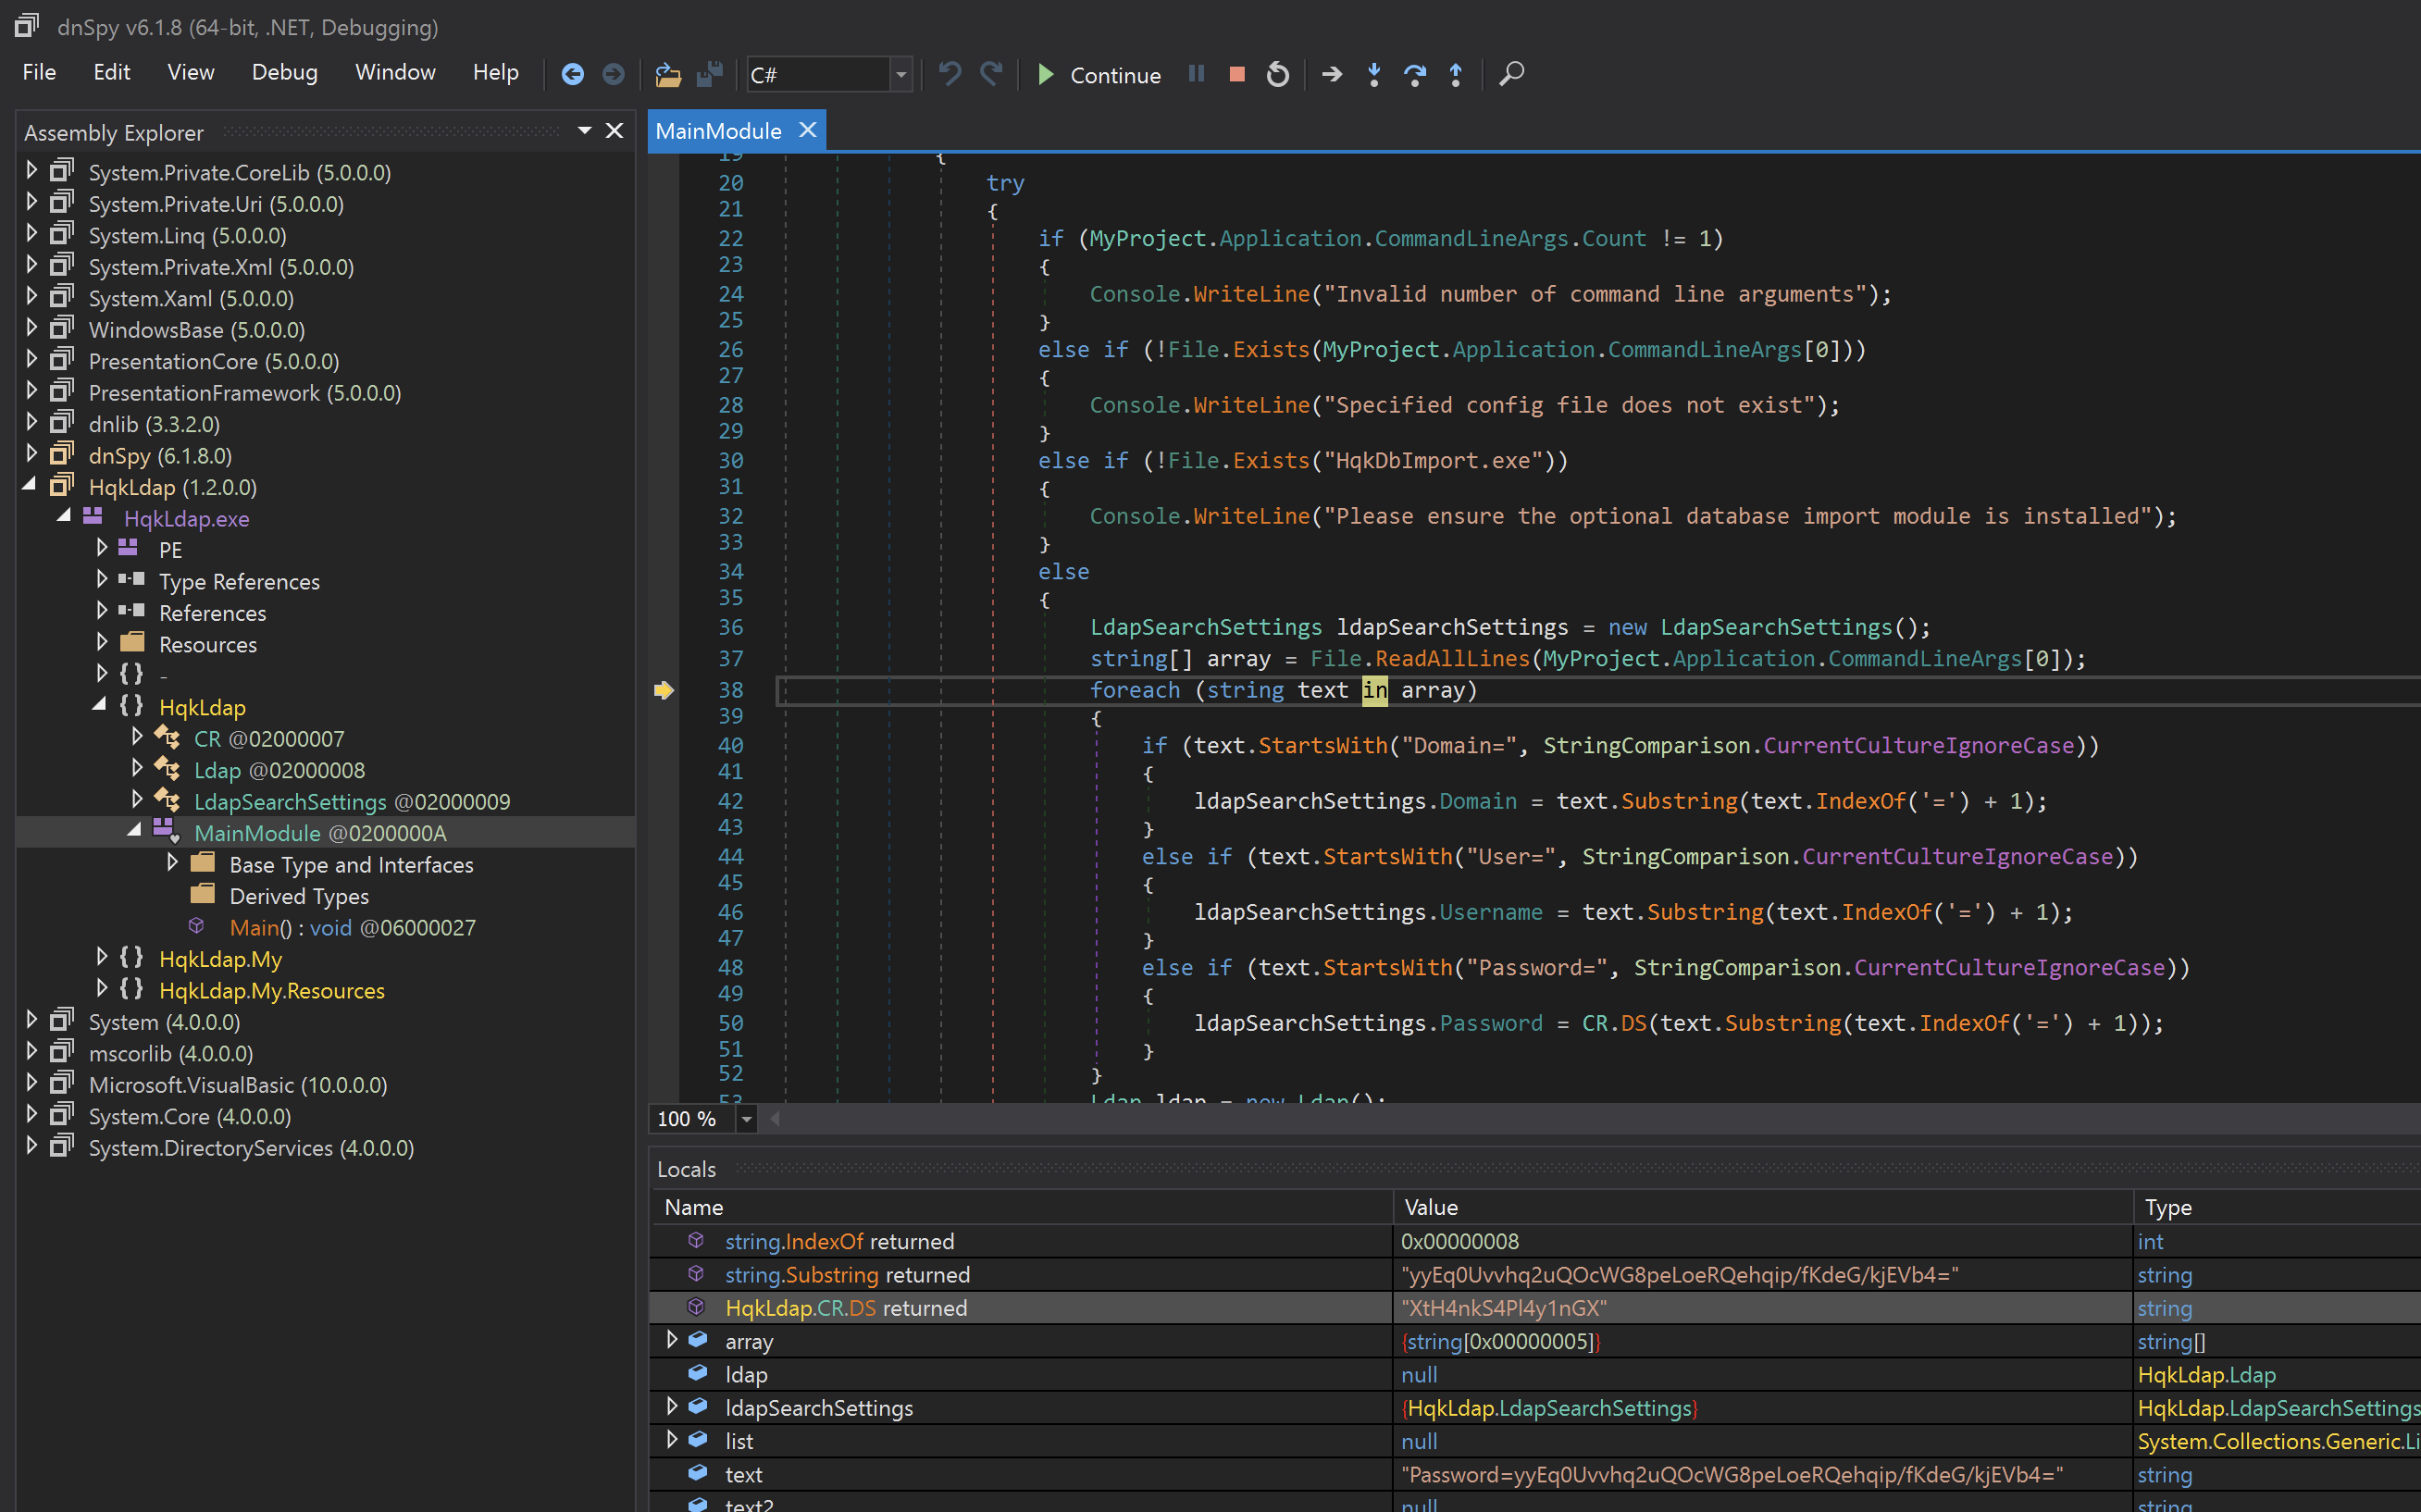 dnSpy v6.1.8 (64-bit, .NET, Debugging)
File Edit View Debug Window Help C# Continue
Assembly Explorer
System.Private.CoreLib (5.0.0.0)
System.Private.Uri (5.0.0.0)
System.Linq (5.0.0.0)
System.Private.Xml (5.0.0.0)
System.Xaml (5.0.0.0)
WindowsBase (5.0.0.0)
PresentationCore (5.0.0.0)
PresentationFramework (5.0.0.0)
dnlib (3.3.2.0)
dnSpy (6.1.8.0)
HqkLdap (1.2.0.0)
HqkLdap.exe
PE
Type References
References
Resources
{} -
{} HqkLdap
CR @02000007
Ldap @02000008
LdapSearchSettings @02000009
MainModule @0200000A
Base Type and Interfaces
Derived Types
Main() : void @06000027
{} HqkLdap.My
{} HqkLdap.My.Resources
System (4.0.0.0)
mscorlib (4.0.0.0)
Microsoft.VisualBasic (10.0.0.0)
System.Core (4.0.0.0)
System.DirectoryServices (4.0.0.0)
MainModule
19 {
20 try
21 {
22 if (MyProject.Application.CommandLineArgs.Count != 1)
23 {
24 Console.WriteLine("Invalid number of command line arguments");
25 }
26 else if (!File.Exists(MyProject.Application.CommandLineArgs[0]))
27 {
28 Console.WriteLine("Specified config file does not exist");
29 }
30 else if (!File.Exists("HqkDbImport.exe"))
31 {
32 Console.WriteLine("Please ensure the optional database import module is installed");
33 }
34 else
35 {
36 LdapSearchSettings ldapSearchSettings = new LdapSearchSettings();
37 string[] array = File.ReadAllLines(MyProject.Application.CommandLineArgs[0]);
38 foreach (string text in array)
39 {
40 if (text.StartsWith("Domain=", StringComparison.CurrentCultureIgnoreCase))
41 {
42 ldapSearchSettings.Domain = text.Substring(text.IndexOf('=') + 1);
43 }
44 else if (text.StartsWith("User=", StringComparison.CurrentCultureIgnoreCase))
45 {
46 ldapSearchSettings.Username = text.Substring(text.IndexOf('=') + 1);
47 }
48 else if (text.StartsWith("Password=", StringComparison.CurrentCultureIgnoreCase))
49 {
50 ldapSearchSettings.Password = CR.DS(text.Substring(text.IndexOf('=') + 1));
51 }
52 }
53 Ldap ldap = new Ldap();
100 %
Locals
Name Value Type
string.IndexOf returned 0x00000008 int
string.Substring returned "yyEq0Uvvhq2uQOcWG8peLoeRQehqip/fKdeG/kjEVb4=" string
HqkLdap.CR.DS returned "XtH4nkS4Pl4y1nGX" string
array {string[0x00000005]} string[]
ldap null HqkLdap.Ldap
ldapSearchSettings {HqkLdap.LdapSearchSettings} HqkLdap.LdapSearchSettings
list null System.Collections.Generic.Li
text "Password=yyEq0Uvvhq2uQOcWG8peLoeRQehqip/fKdeG/kjEVb4=" string
text2 null string